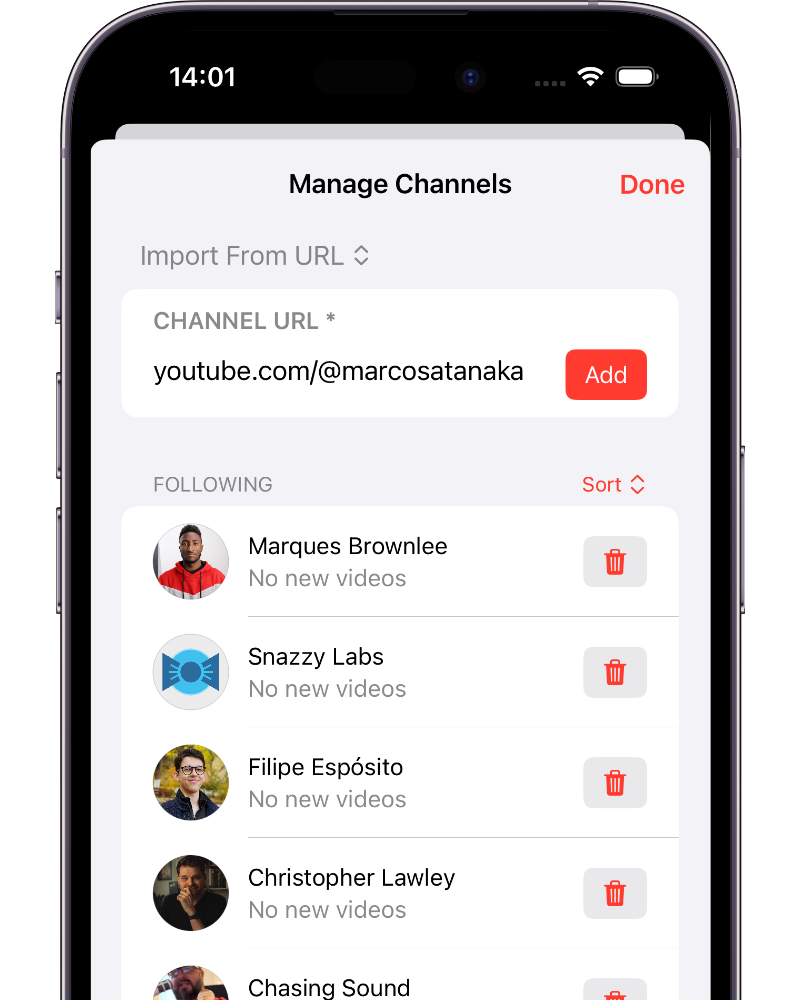 14:01
Manage Channels
Done
Import From URL
CHANNEL URL *
youtube.com/@marcosatanaka
Add
FOLLOWING
Sort
Marques Brownlee
No new videos
Snazzy Labs
No new videos
Filipe Espósito
No new videos
Christopher Lawley
No new videos
Chasing Sound